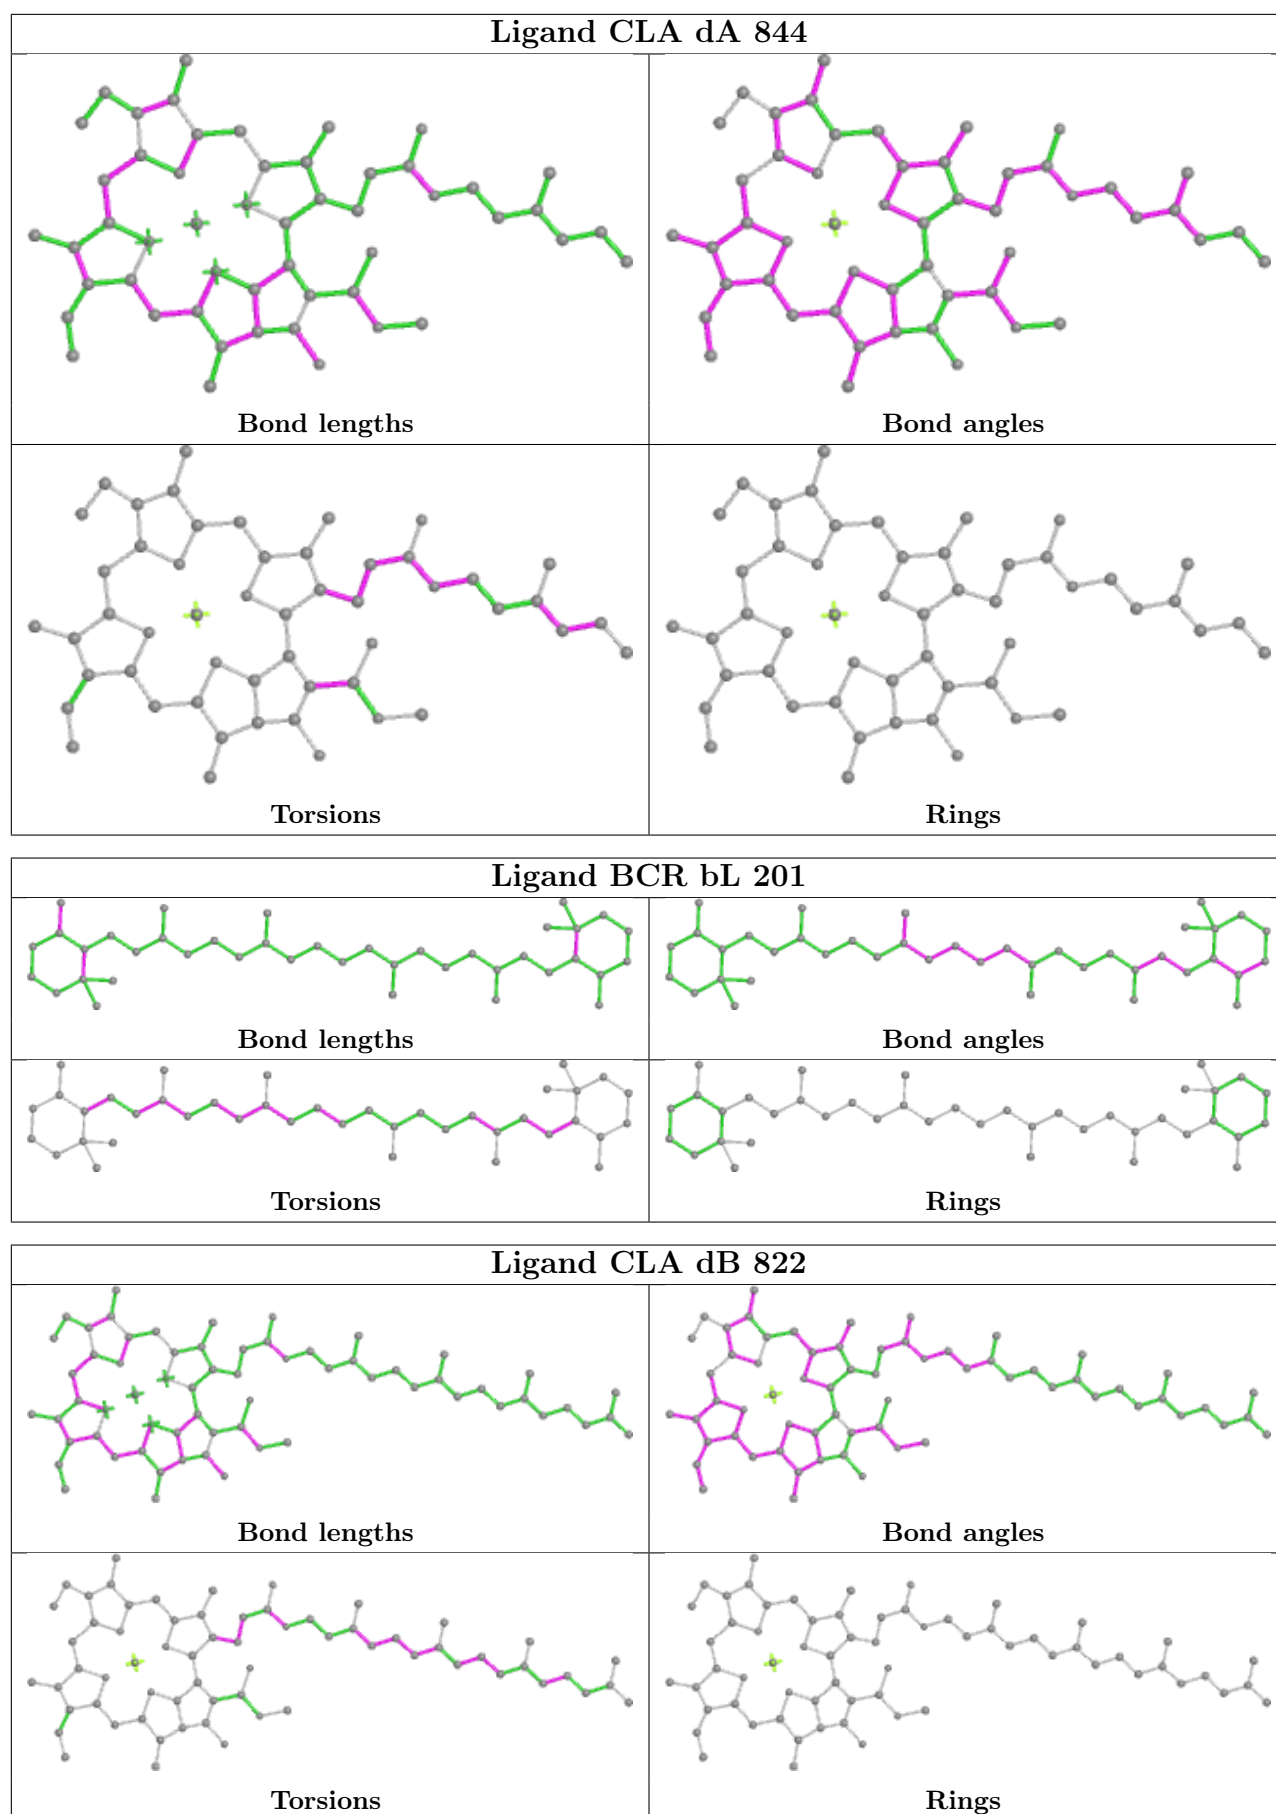 Ligand CLA dA 844
Bond lengths
Bond angles
Torsions
Rings
Ligand BCR bL 201
Bond lengths
Bond angles
Torsions
Rings
Ligand CLA dB 822
Bond lengths
Bond angles
Torsions
Rings